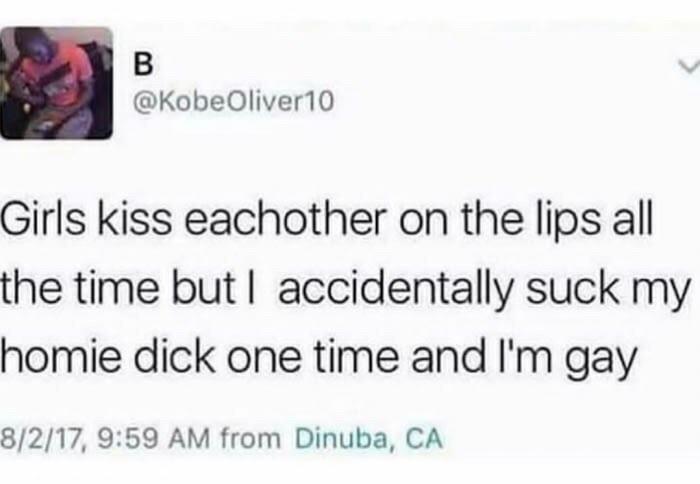 B
@KobeOliver10
Girls kiss eachother on the lips all
the time but I accidentally suck my
homie dick one time and I'm gay
8/2/17, 9:59 AM from Dinuba, CA